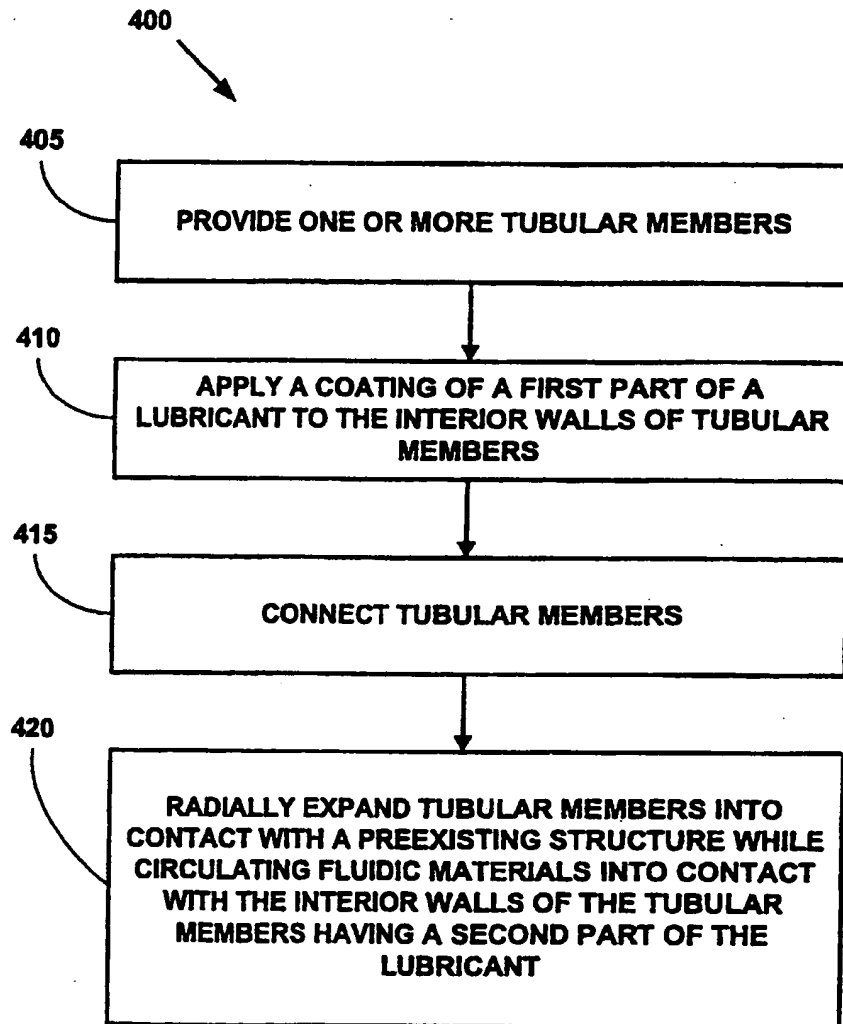 400
405
PROVIDE ONE OR MORE TUBULAR MEMBERS
410
APPLY A COATING OF A FIRST PART OF A
LUBRICANT TO THE INTERIOR WALLS OF TUBULAR
MEMBERS
415
CONNECT TUBULAR MEMBERS
420
RADIALLY EXPAND TUBULAR MEMBERS INTO
CONTACT WITH A PREEXISTING STRUCTURE WHILE
CIRCULATING FLUIDIC MATERIALS INTO CONTACT
WITH THE INTERIOR WALLS OF THE TUBULAR
MEMBERS HAVING A SECOND PART OF THE
LUBRICANT